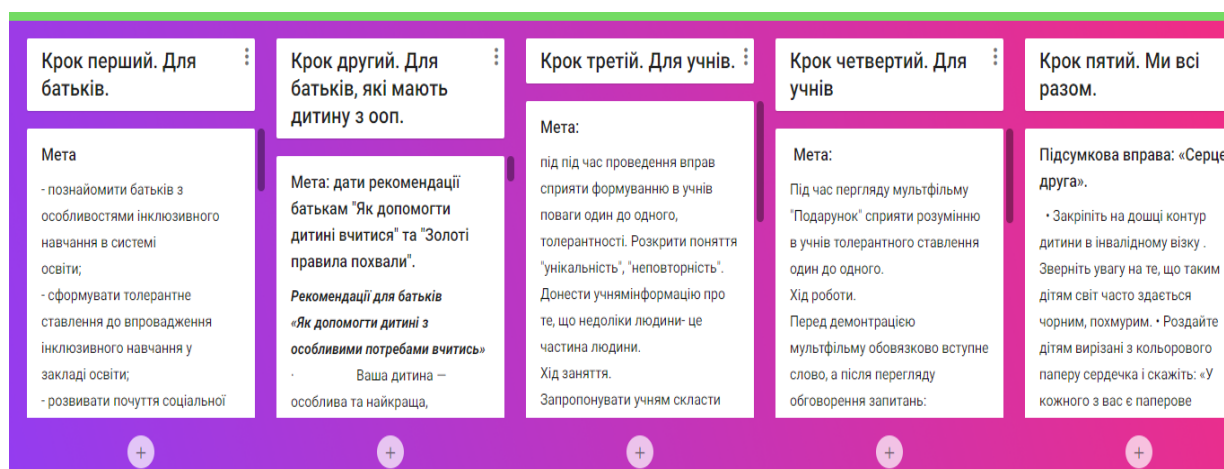 Крок перший. Для
батьків.
Мета
- познайомити батьків з
особливостями інклюзивного
навчання в системі
освіти;
- сформувати толерантне
ставлення до впровадження
інклюзивного навчання у
закладі освіти;
- розвивати почуття соціальної
Крок другий. Для
батьків, які мають
дитину з ооп.
Мета: дати рекомендації
батькам "Як допомогти
дитині вчитися" та "Золоті
правила похвали".
Рекомендації для батьків
«Як допомогти дитині з
особливими потребами вчитись»
· Ваша дитина —
особлива та найкраща,
Крок третій. Для учнів.
Мета:
під під час проведення вправ
сприяти формуванню в учнів
поваги один до одного,
толерантності. Розкрити поняття
"унікальність", "неповторність".
Донести учнямінформацію про
те, що недоліки людини- це
частина людини.
Хід заняття.
Запропонувати учням скласти
Крок четвертий. Для
учнів
Мета:
Під час пергляду мультфільму
"Подарунок" сприяти розумінню
в учнів толерантного ставлення
один до одного.
Хід роботи.
Перед демонтрацією
мультфільму обовязково вступне
слово, а після перегляду
обговорення запитань:
Крок пятий. Ми всі
разом.
Підсумкова вправа: «Серце
друга».
• Закріпіть на дошці контур
дитини в інвалідному візку .
Зверніть увагу на те, що таким
дітям світ часто здається
чорним, похмурим. • Роздайте
дітям вирізані з кольорового
паперу сердечка і скажіть: «У
кожного з вас є паперове